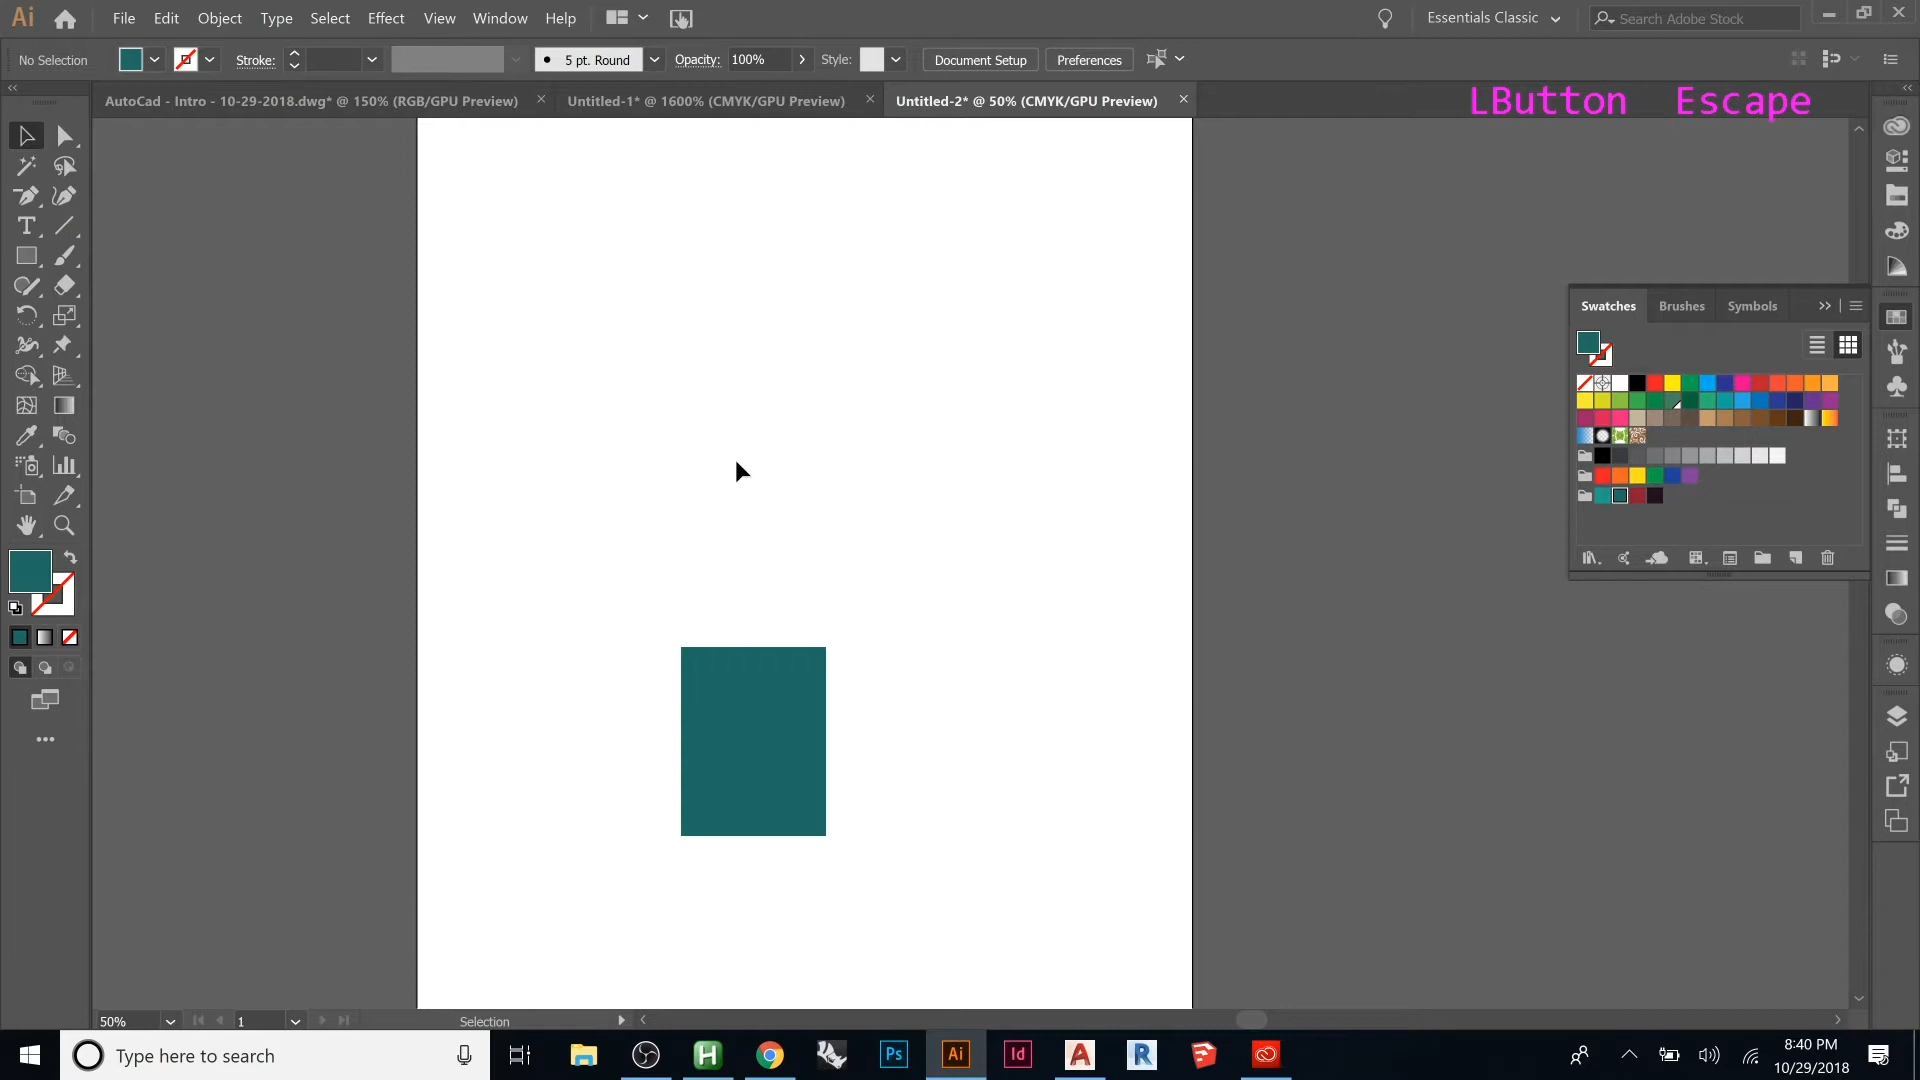 Ai File Edit Object Type Select Effect View Window Help Essentials Classic Search Adobe Stock
No Selection Stroke: 5 pt. Round Opacity: 100% Style: Document Setup Preferences
AutoCad - Intro - 10-29-2018.dwg* @ 150% (RGB/GPU Preview) Untitled-1* @ 1600% (CMYK/GPU Preview) Untitled-2* @ 50% (CMYK/GPU Preview) LButton Escape
Swatches Brushes Symbols
50% 1 Selection
Type here to search Ps Ai Id A R 8:40 PM
10/29/2018